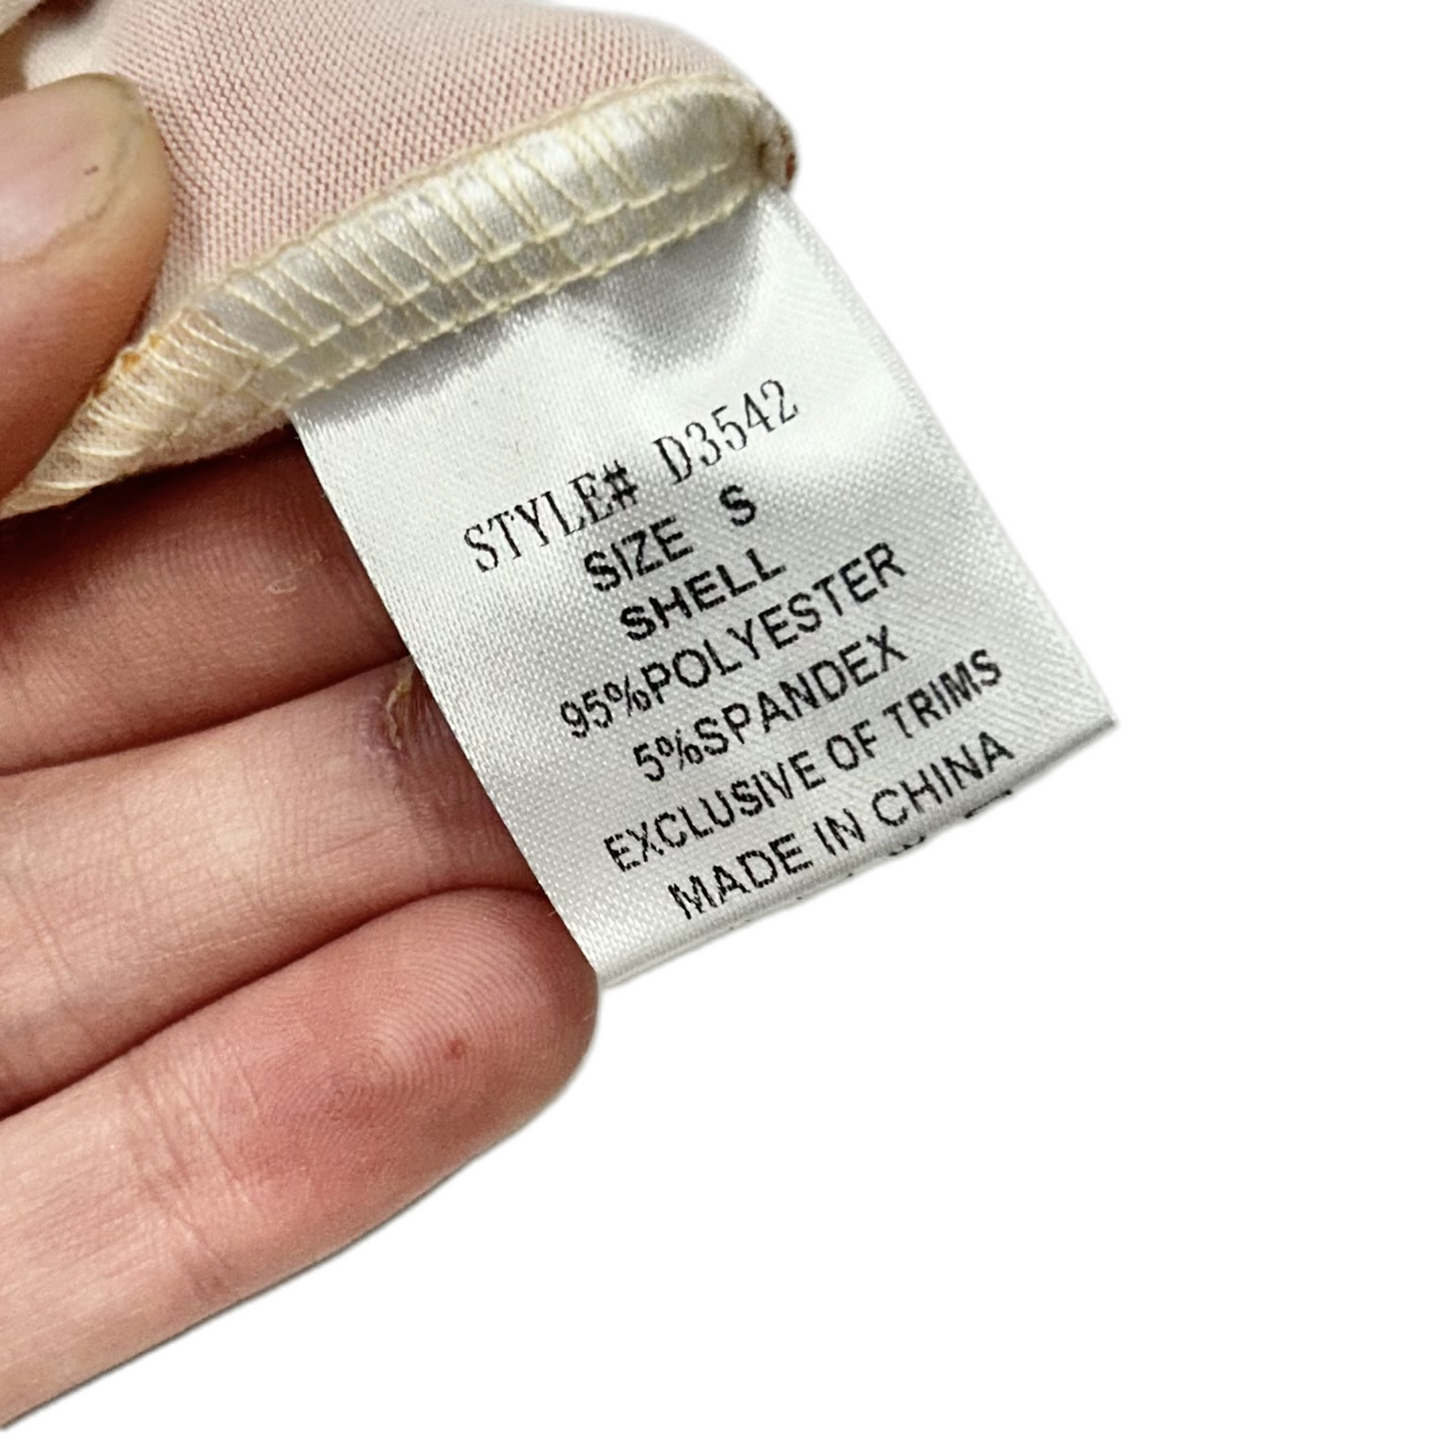 STYLE# D3542
SIZE S
SHELL
95%POLYESTER
5%SPANDEX
EXCLUSIVE OF TRIMS
MADE IN CHINA